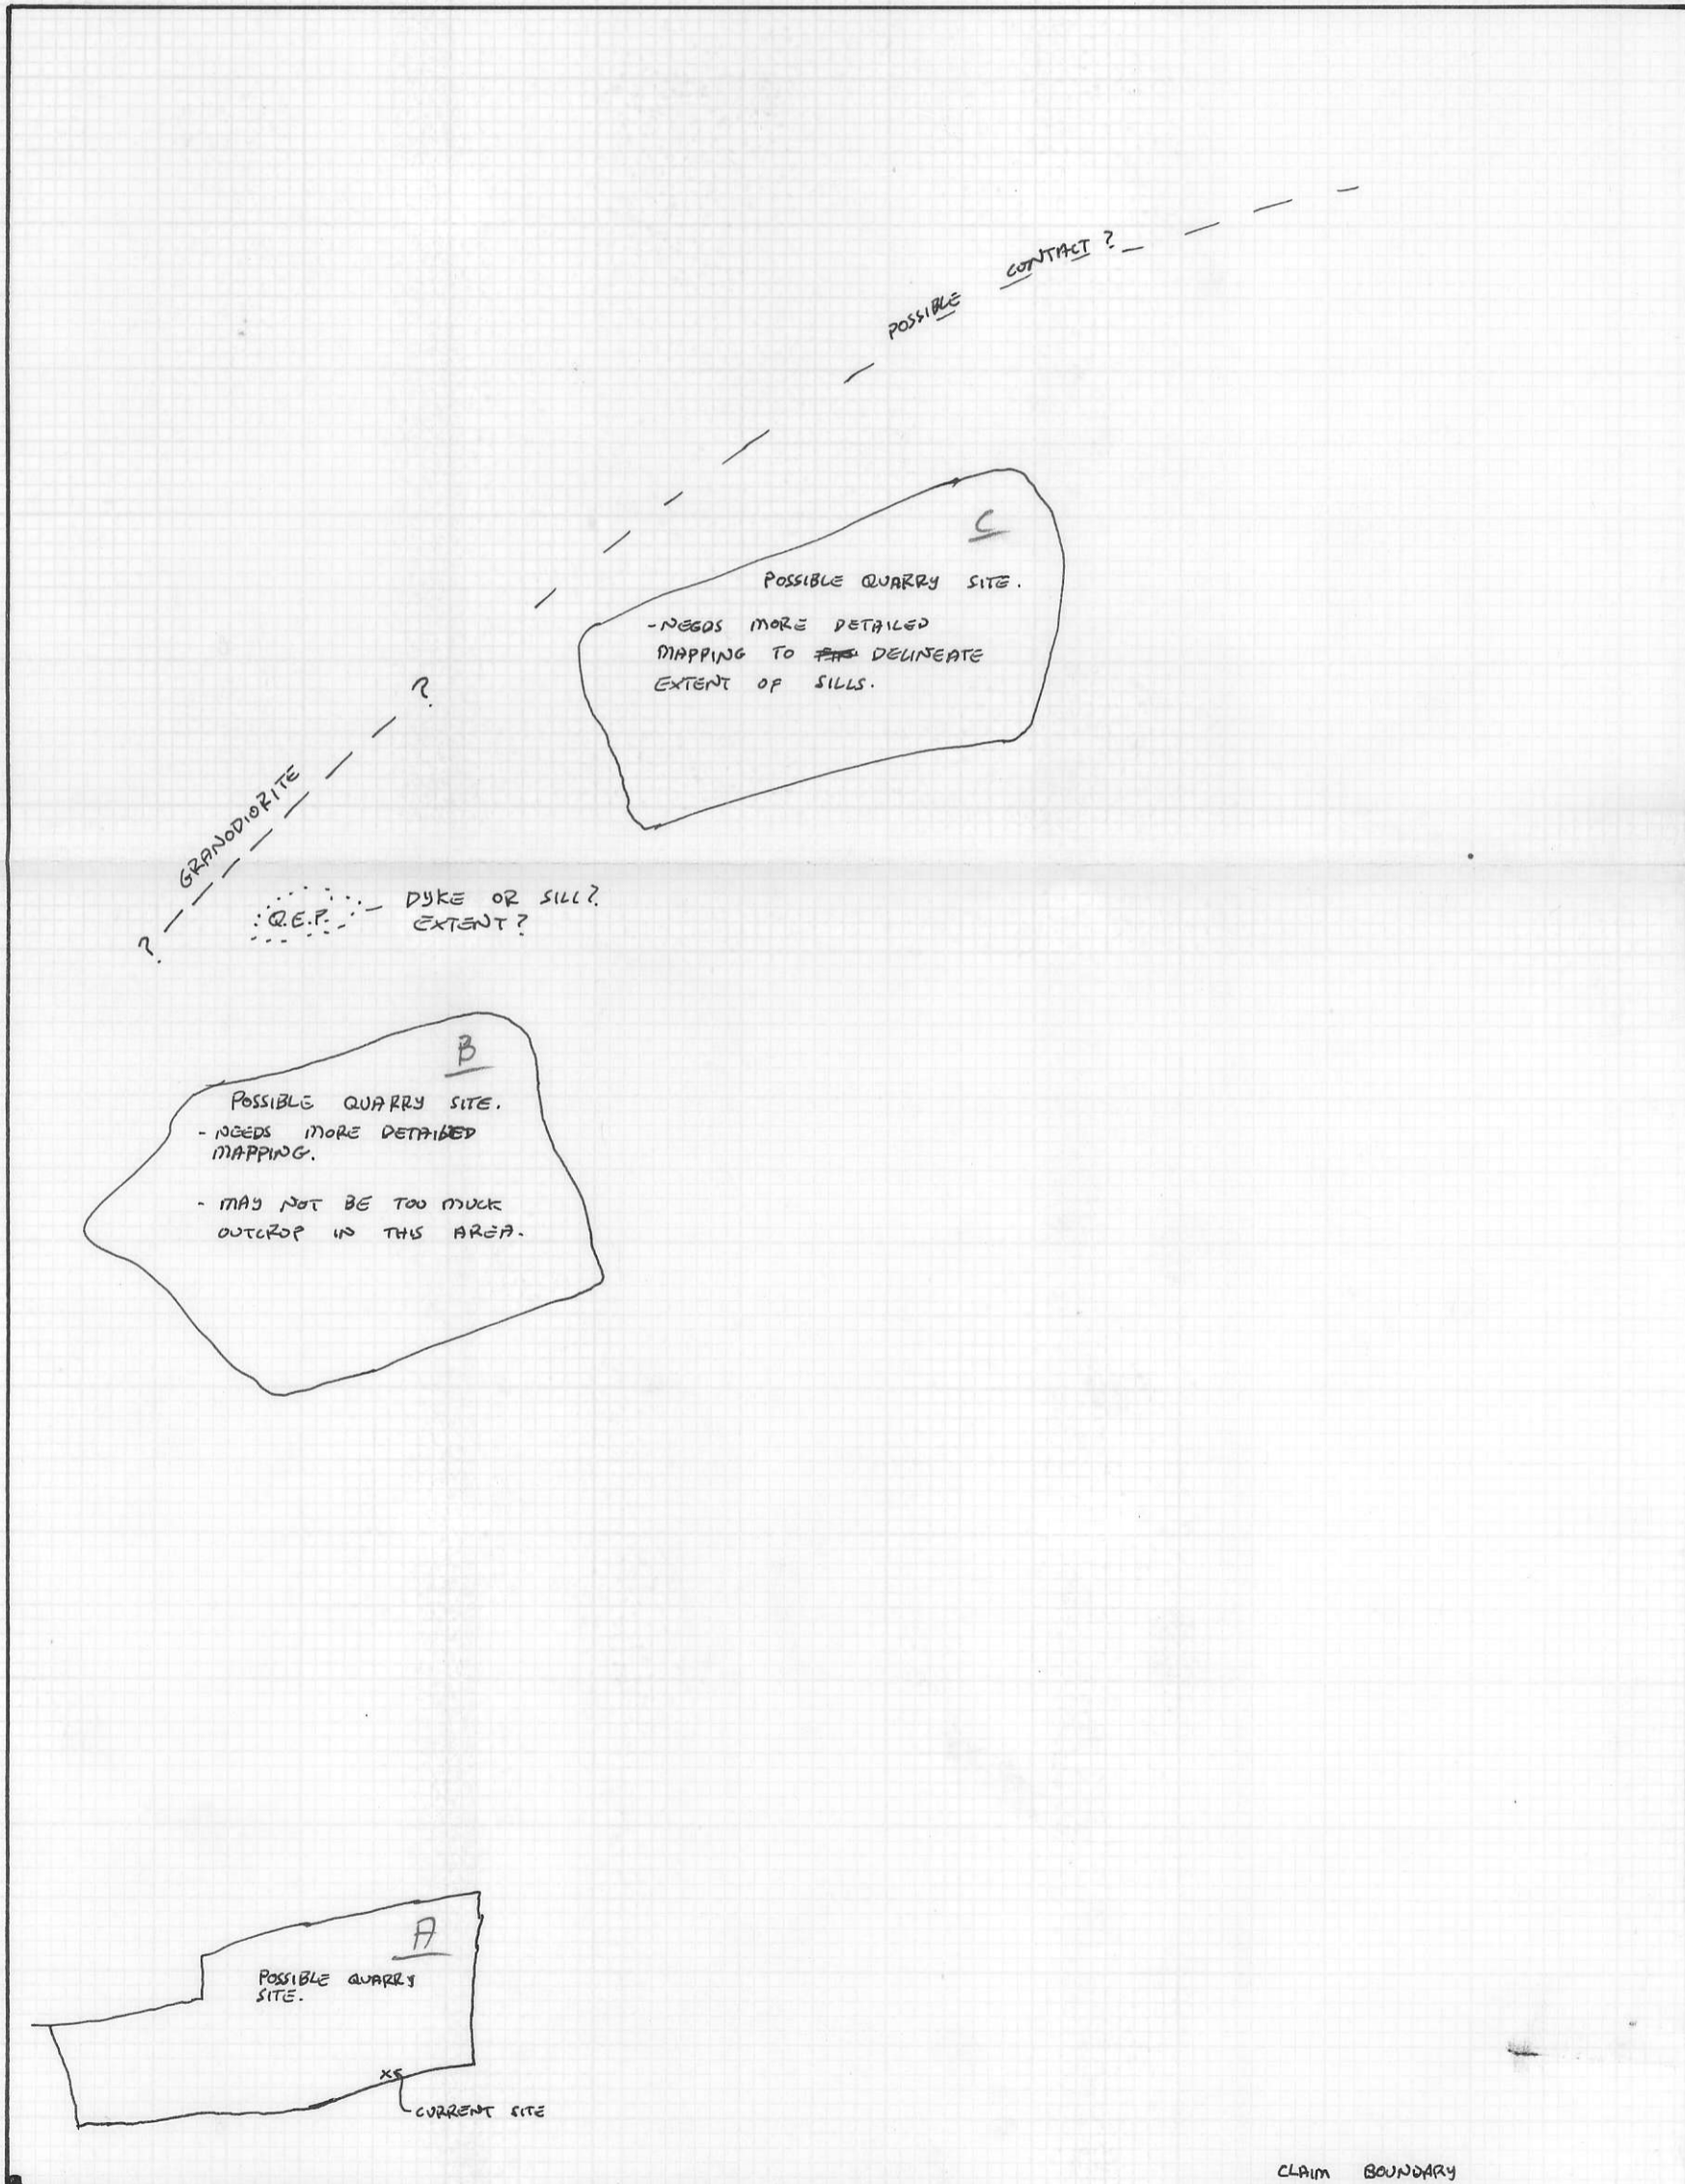 POSSIBLE CONTACT ?
C
POSSIBLE QUARRY SITE.
- NEEDS MORE DETAILED
MAPPING TO DELINEATE
EXTENT OF SILLS.
?
GRANODIORITE
?
Q.E.P. - DYKE OR SILL?
EXTENT?
B
POSSIBLE QUARRY SITE.
- NEEDS MORE DETAILED
MAPPING.
- MAY NOT BE TOO MUCK
OUTCROP IN THIS AREA.
A
POSSIBLE QUARRY
SITE.
CURRENT SITE
CLAIM BOUNDARY